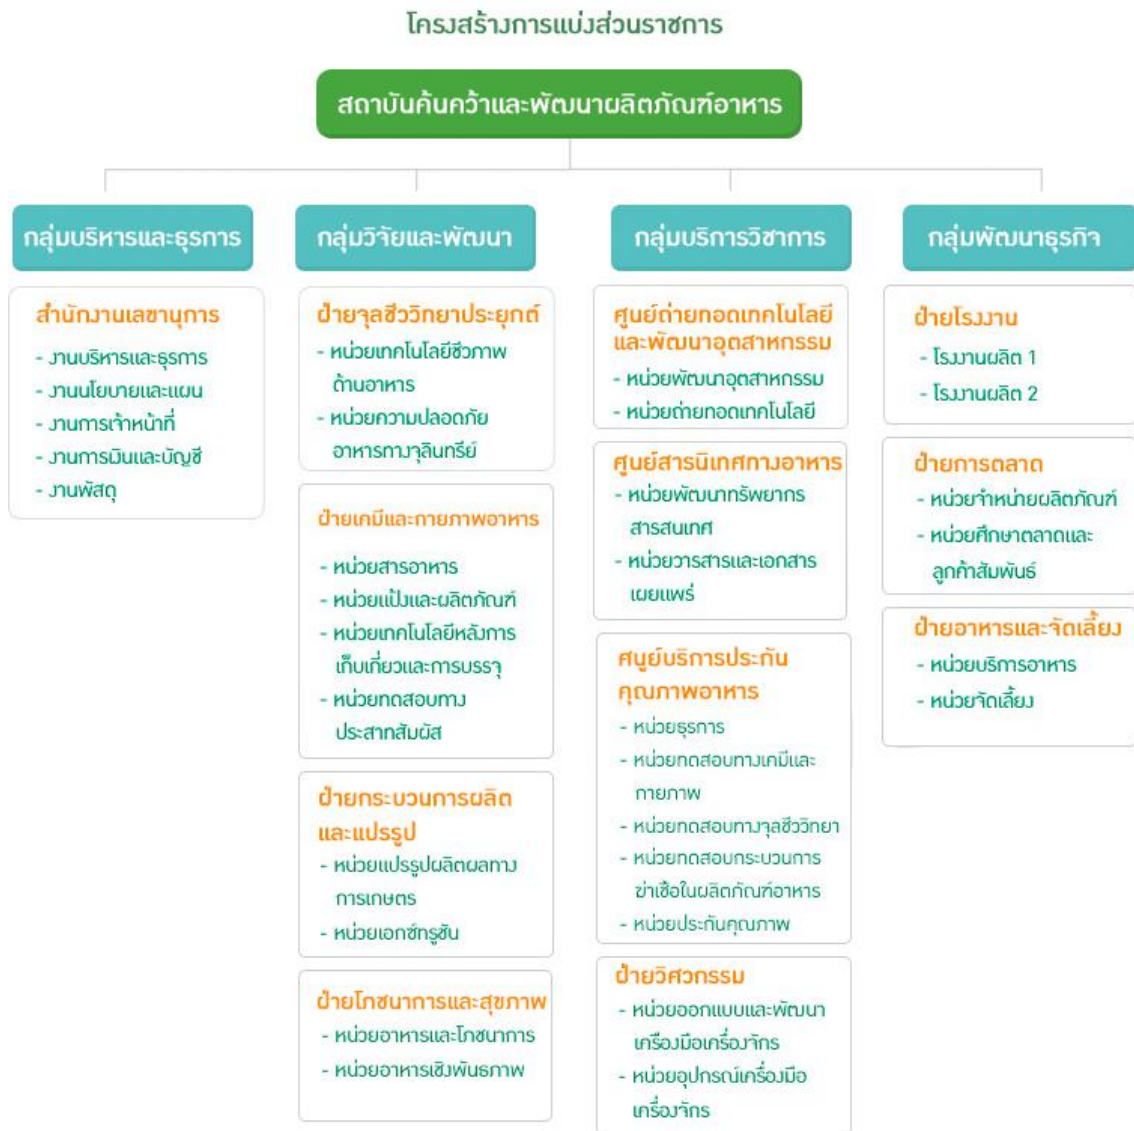 โครงสร้างการแบ่งส่วนราชการ
สถาบันค้นคว้าและพัฒนาผลิตภัณฑ์อาหาร
กลุ่มบริหารและธุรการ
สำนักงานเลขานุการ
- งานบริหารและธุรการ
- งานนโยบายและแผน
- งานการเจ้าหน้าที่
- งานการเงินและบัญชี
- งานพัสดุ
กลุ่มวิจัยและพัฒนา
ฝ่ายจุลชีววิทยาประยุกต์
- หน่วยเทคโนโลยีชีวภาพ
ด้านอาหาร
- หน่วยความปลอดภัย
อาหารทางจุลินทรีย์
ฝ่ายเคมีและกายภาพอาหาร
- หน่วยสารอาหาร
- หน่วยแป้งและผลิตภัณฑ์
- หน่วยเทคโนโลยีหลังการ
เก็บเกี่ยวและการบรรจุ
- หน่วยทดสอบทาง
ประสาทสัมผัส
ฝ่ายกระบวนการผลิต
และแปรรูป
- หน่วยแปรรูปผลิตผลทาง
การเกษตร
- หน่วยเอกซ์ทรูชัน
ฝ่ายโภชนาการและสุขภาพ
- หน่วยอาหารและโภชนาการ
- หน่วยอาหารเชิงพันธภาพ
กลุ่มบริการวิชาการ
ศูนย์ถ่ายทอดเทคโนโลยี
และพัฒนาอุตสาหกรรม
- หน่วยพัฒนาอุตสาหกรรม
- หน่วยถ่ายทอดเทคโนโลยี
ศูนย์สารนิเทศทางอาหาร
- หน่วยพัฒนาทรัพยากร
สารสนเทศ
- หน่วยวารสารและเอกสาร
เผยแพร่
ศนูย์บริการประกัน
คุณภาพอาหาร
- หน่วยธุรการ
- หน่วยทดสอบทางเคมีและ
กายภาพ
- หน่วยทดสอบทางจุลชีววิทยา
- หน่วยทดสอบกระบวนการ
ฆ่าเชื้อในผลิตภัณฑ์อาหาร
- หน่วยประกันคุณภาพ
ฝ่ายวิศวกรรม
- หน่วยออกแบบและพัฒนา
เครื่องมือเครื่องจักร
- หน่วยอุปกรณ์เครื่องมือ
เครื่องจักร
กลุ่มพัฒนาธุรกิจ
ฝ่ายโรงงาน
- โรงงานผลิต 1
- โรงงานผลิต 2
ฝ่ายการตลาด
- หน่วยจำหน่ายผลิตภัณฑ์
- หน่วยศึกษาตลาดและ
ลูกค้าสัมพันธ์
ฝ่ายอาหารและจัดเลี้ยง
- หน่วยบริการอาหาร
- หน่วยจัดเลี้ยง